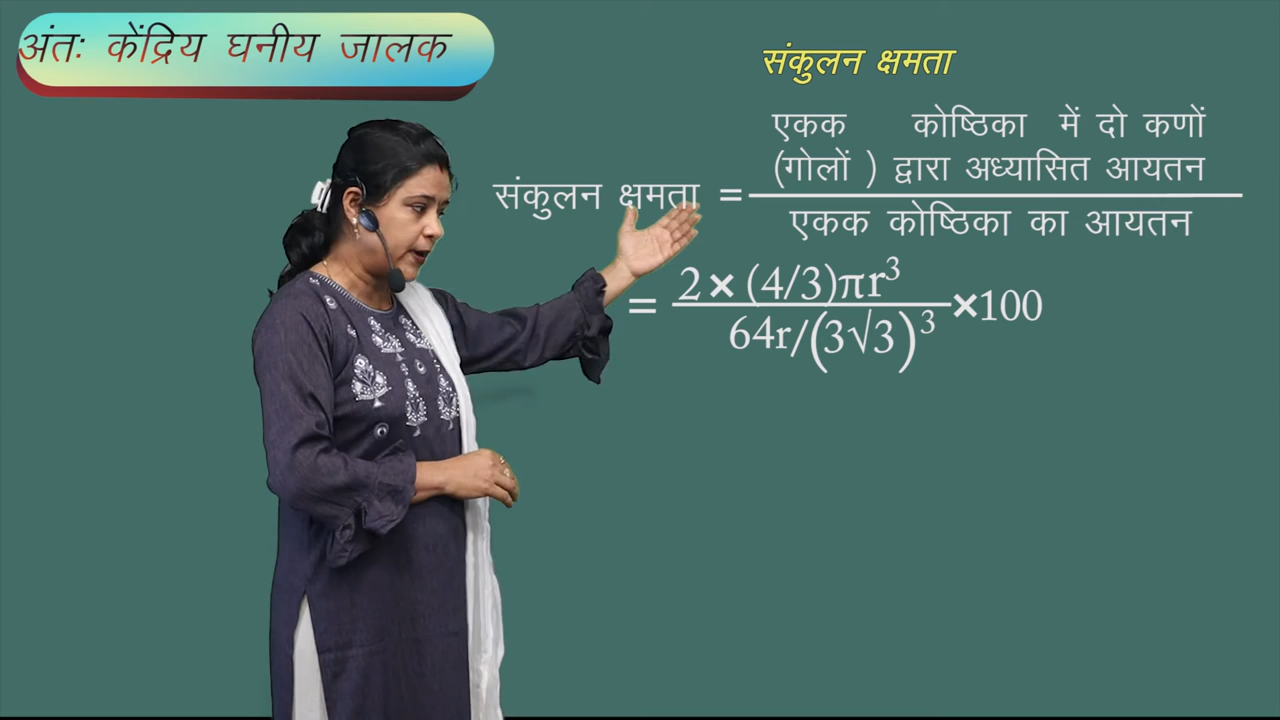 अंतः केंद्रिय घनीय जालक
संकुलन क्षमता
एकक कोष्ठिका में दो कणों
(गोलों ) द्वारा अध्यासित आयतन
संकुलन क्षमता =
एकक कोष्ठिका का आयतन
= 2 × (4/3)πr³
64r/(3√3)³ ×100